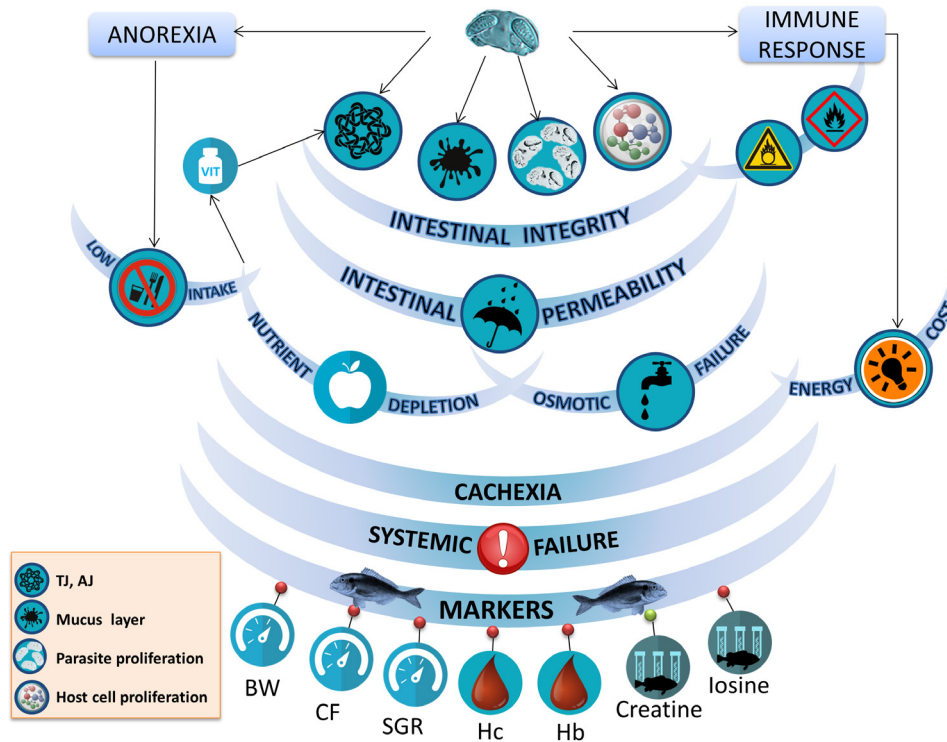 ANOREXIA
IMMUNE
RESPONSE
VIT
INTESTINAL INTEGRITY
LOW
INTAKE
INTESTINAL PERMEABILITY
NUTRIENT
DEPLETION
OSMOTIC
FAILURE
ENERGY
COST
CACHEXIA
SYSTEMIC FAILURE
MARKERS
TJ, AJ
Mucus layer
Parasite proliferation
Host cell proliferation
BW
CF
SGR
Hc
Hb
Creatine
Iosine